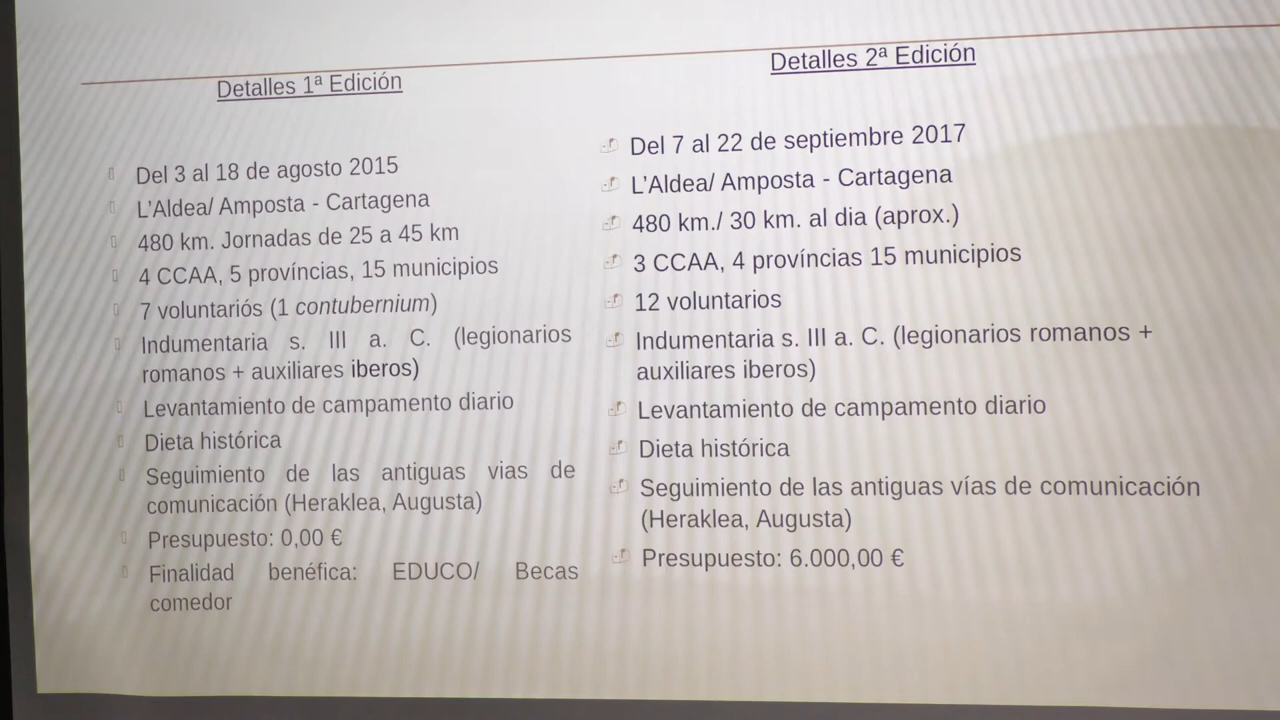 Detalles 1ª Edición
Del 3 al 18 de agosto 2015
L’Aldea/ Amposta - Cartagena
480 km. Jornadas de 25 a 45 km
4 CCAA, 5 províncias, 15 municipios
7 voluntariós (1 contubernium)
Indumentaria s. III a. C. (legionarios
romanos + auxiliares iberos)
Levantamiento de campamento diario
Dieta histórica
Seguimiento de las antiguas vias de
comunicación (Heraklea, Augusta)
Presupuesto: 0,00 €
Finalidad benéfica: EDUCO/ Becas
comedor
Detalles 2ª Edición
Del 7 al 22 de septiembre 2017
L’Aldea/ Amposta - Cartagena
480 km./ 30 km. al dia (aprox.)
3 CCAA, 4 províncias 15 municipios
12 voluntarios
Indumentaria s. III a. C. (legionarios romanos +
auxiliares iberos)
Levantamiento de campamento diario
Dieta histórica
Seguimiento de las antiguas vías de comunicación
(Heraklea, Augusta)
Presupuesto: 6.000,00 €